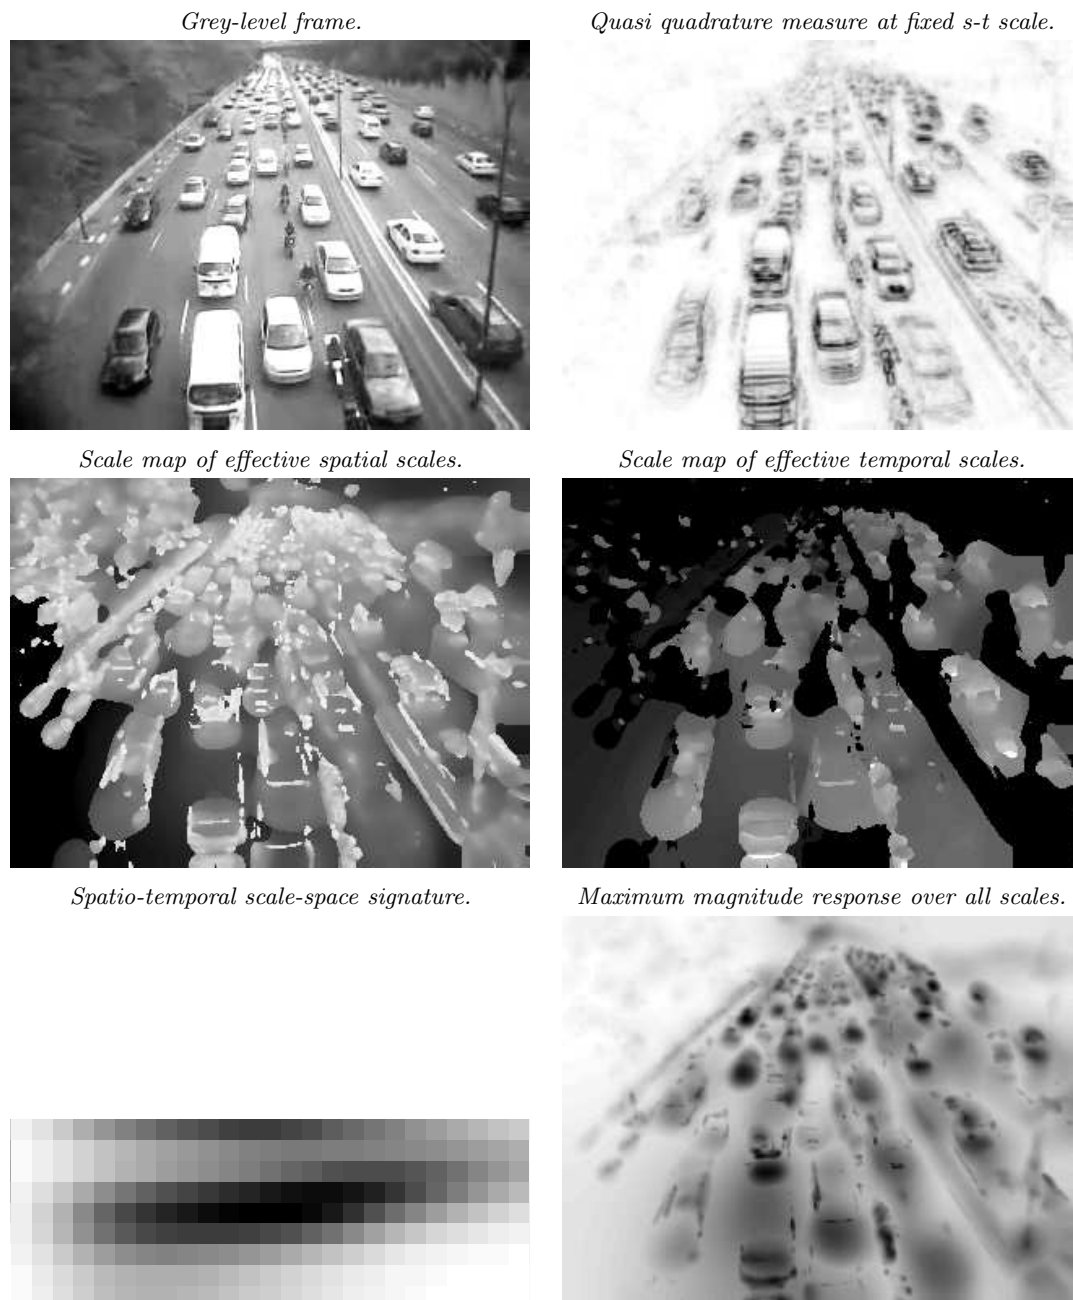 Grey-level frame.
Quasi quadrature measure at fixed s-t scale.
Scale map of effective spatial scales.
Scale map of effective temporal scales.
Spatio-temporal scale-space signature.
Maximum magnitude response over all scales.